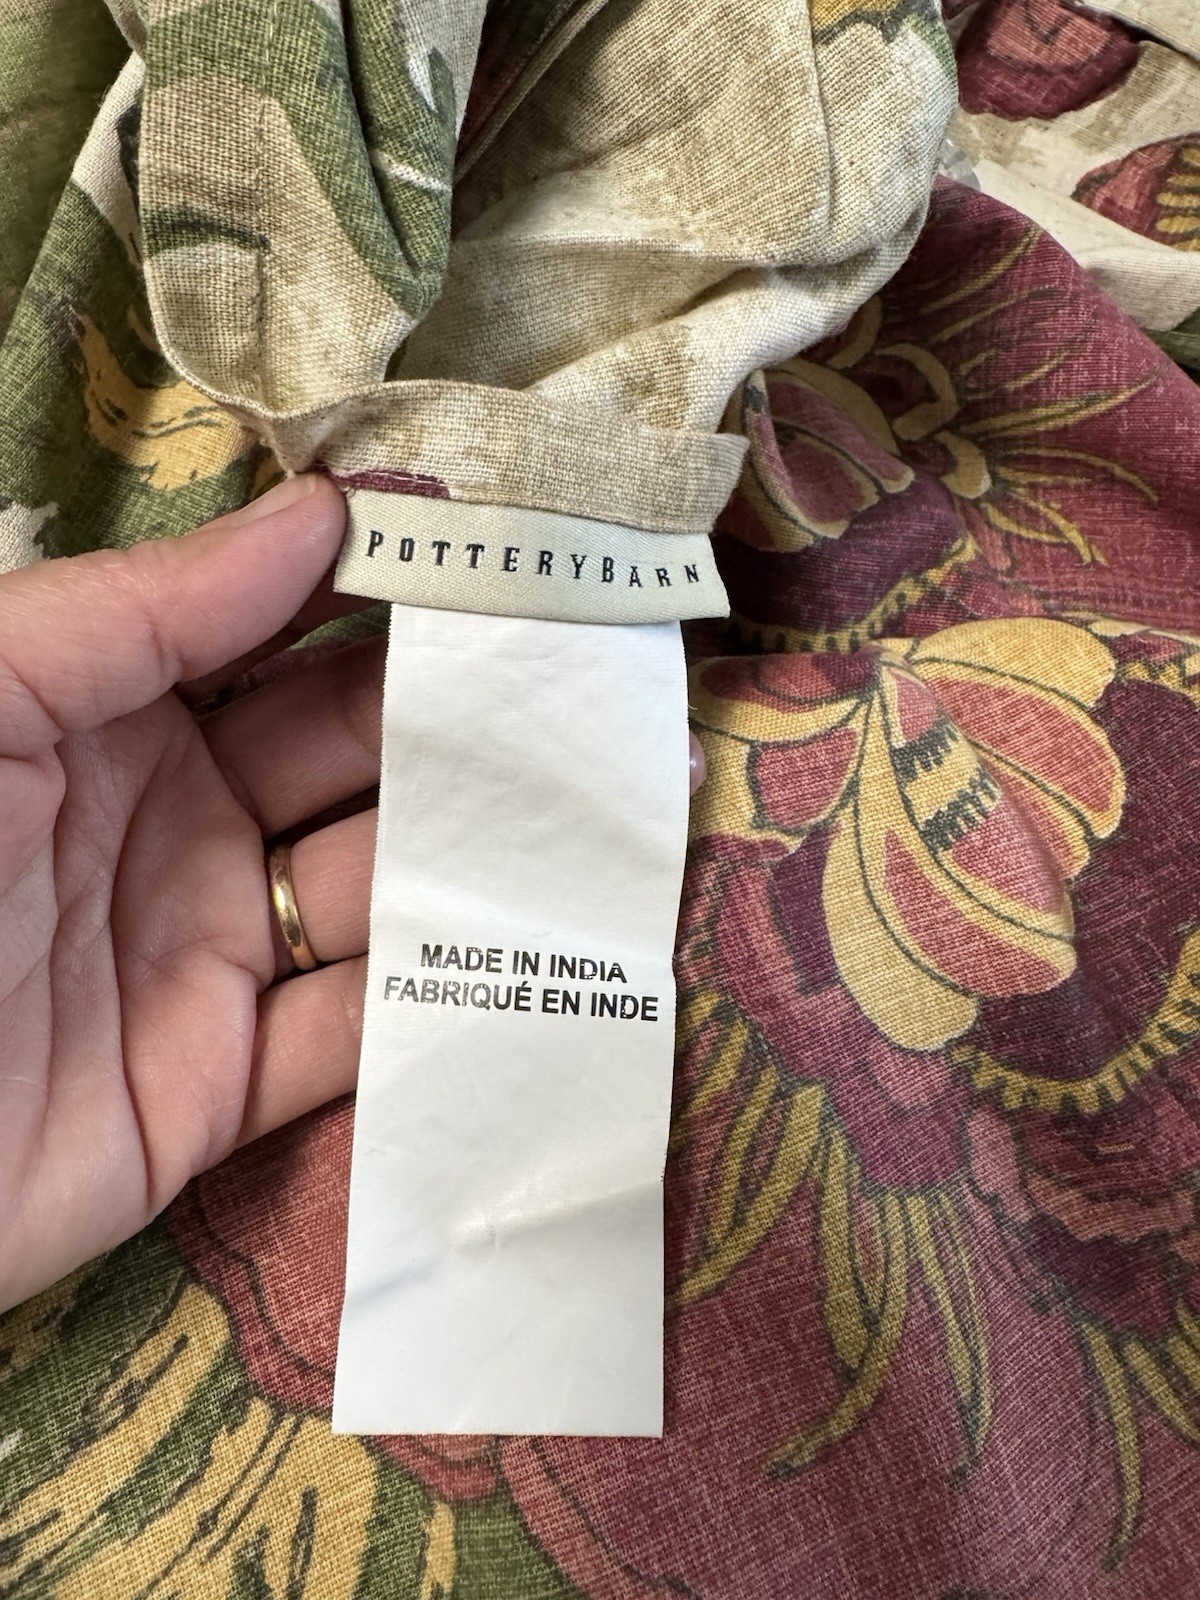 POTTERYBARN
MADE IN INDIA
FABRIQUÉ EN INDE